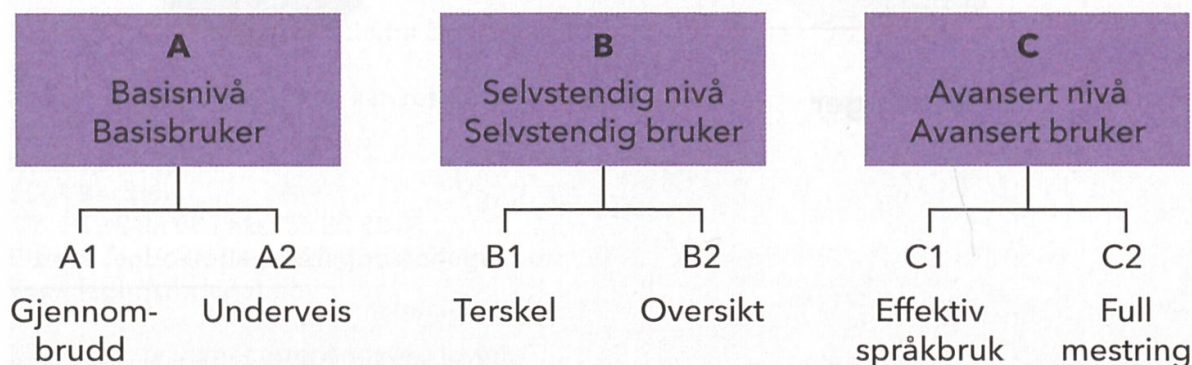 A
Basisnivå
Basisbruker
B
Selvstendig nivå
Selvstendig bruker
C
Avansert nivå
Avansert bruker
A1
A2
B1
B2
C1
C2
Gjennom-
brudd
Underveis
Terskel
Oversikt
Effektiv
språkbruk
Full
mestring